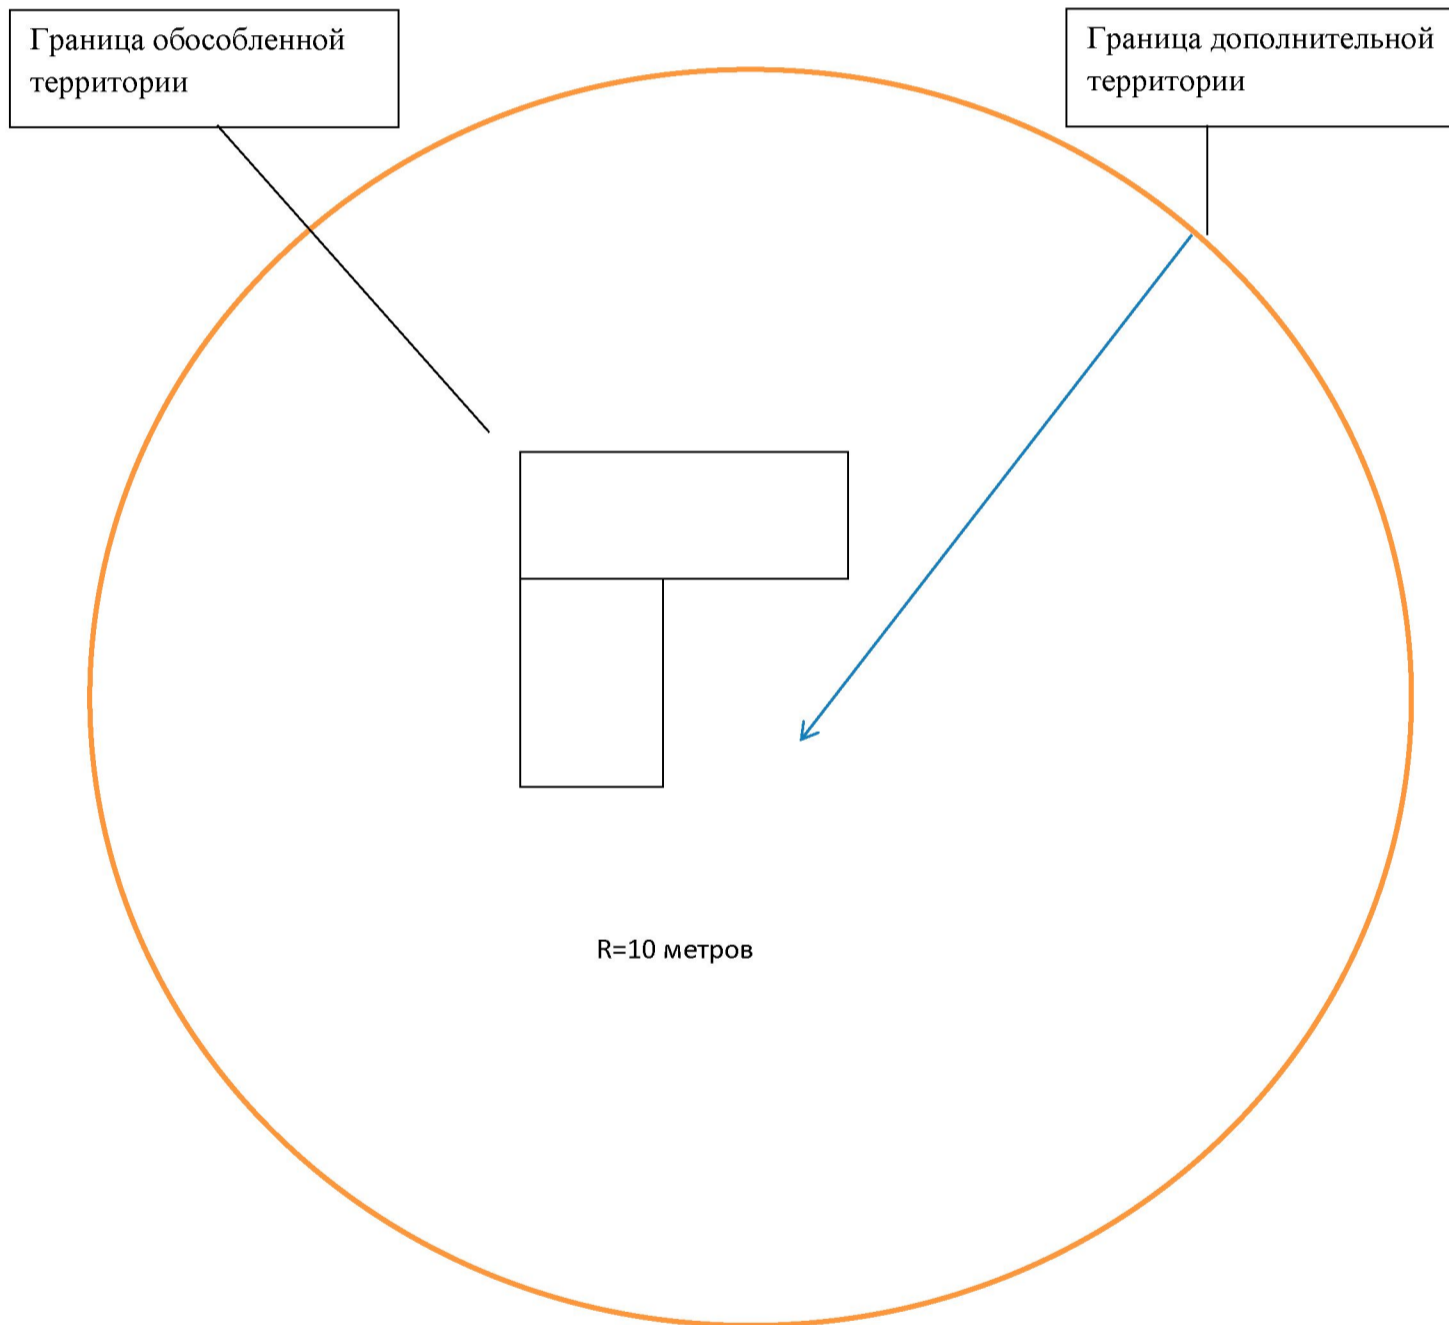 Граница обособленной
территории
Граница дополнительной
территории
R=10 метров